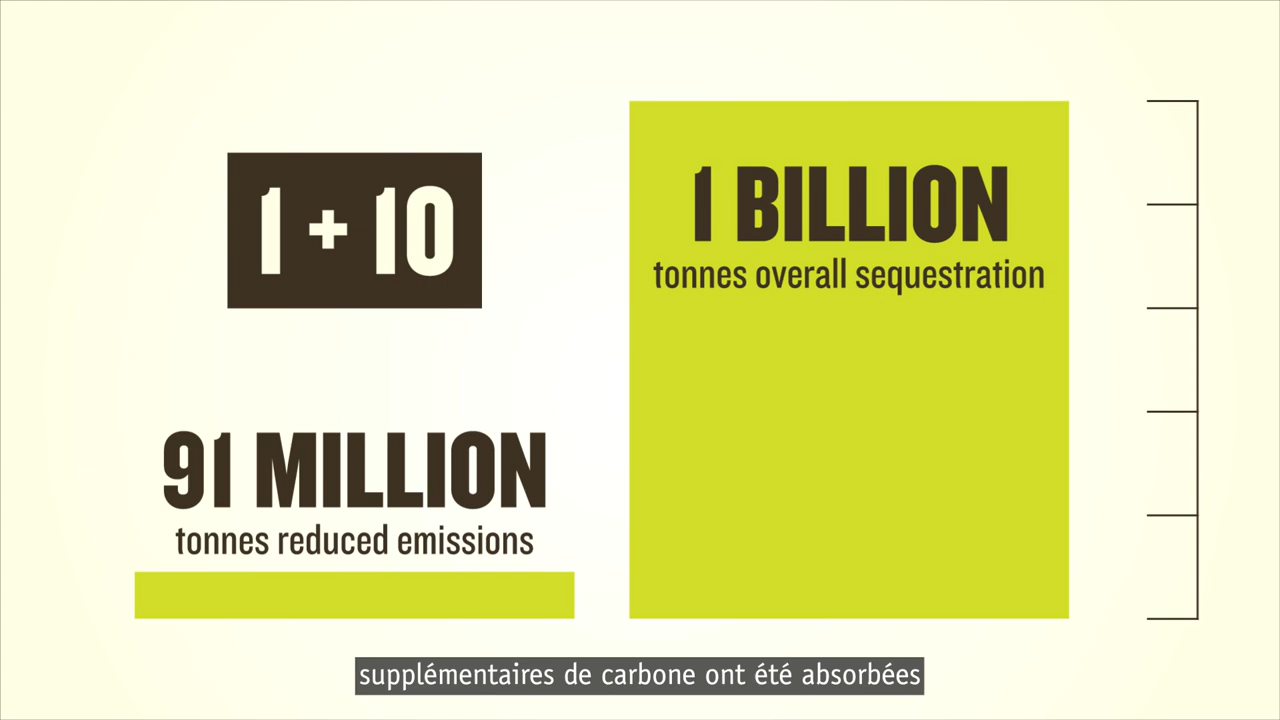 1 + 10
91 MILLION
tonnes reduced emissions
1 BILLION
tonnes overall sequestration
supplémentaires de carbone ont été absorbées